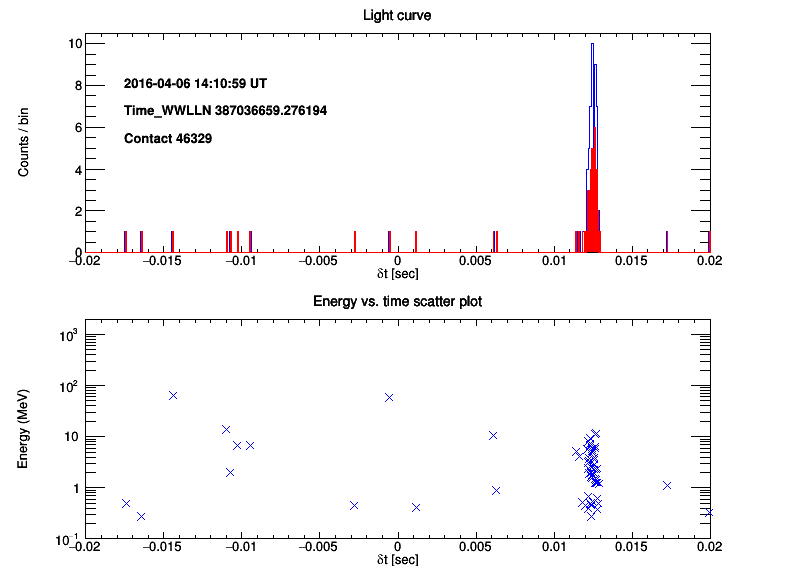 Light curve
Counts / bin
10
8
6
4
2
0
2016-04-06 14:10:59 UT
Time_WWLLN 387036659.276194
Contact 46329
−0.02 −0.015 −0.01 −0.005 0 0.005 0.01 0.015 0.02
δt [sec]
Energy vs. time scatter plot
Energy (MeV)
10³
10²
10
1
10⁻¹
−0.02 −0.015 −0.01 −0.005 0 0.005 0.01 0.015 0.02
δt [sec]